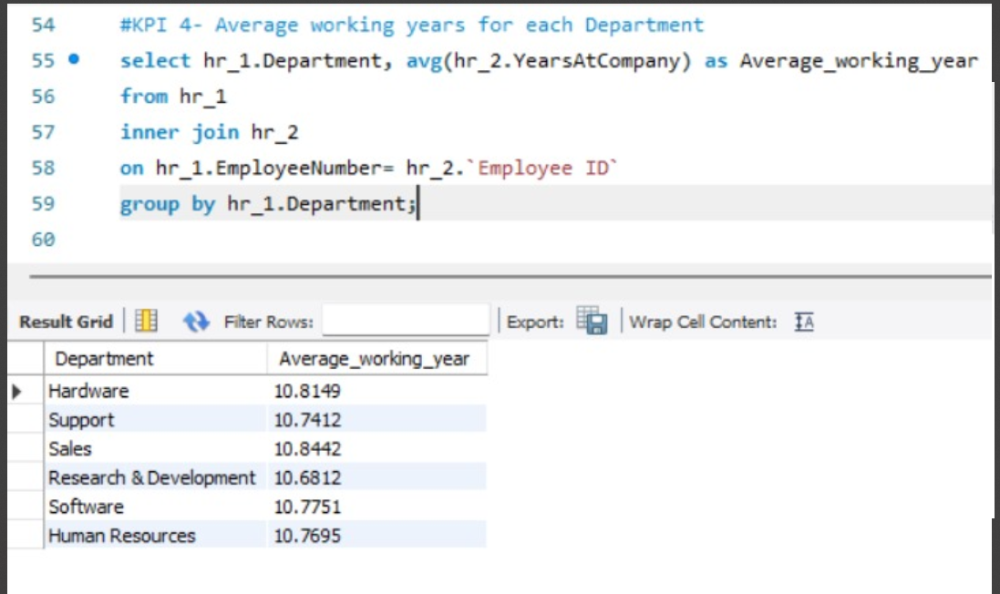 54 #KPI 4- Average working years for each Department
55 select hr_1.Department, avg(hr_2.YearsAtCompany) as Average_working_year
56 from hr_1
57 inner join hr_2
58 on hr_1.EmployeeNumber= hr_2.`Employee ID`
59 group by hr_1.Department;
60
Result Grid Filter Rows: Export: Wrap Cell Content: IA
Department Average_working_year
Hardware 10.8149
Support 10.7412
Sales 10.8442
Research & Development 10.6812
Software 10.7751
Human Resources 10.7695